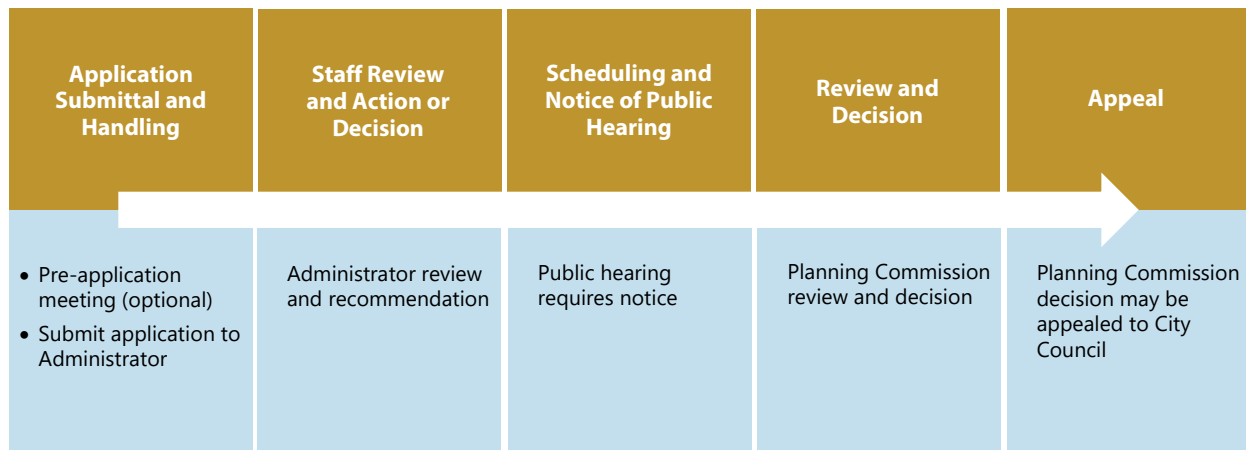 Application
Submittal and
Handling
Staff Review
and Action or
Decision
Scheduling and
Notice of Public
Hearing
Review and
Decision
Appeal
• Pre-application
meeting (optional)
• Submit application to
Administrator
Administrator review
and recommendation
Public hearing
requires notice
Planning Commission
review and decision
Planning Commission
decision may be
appealed to City
Council